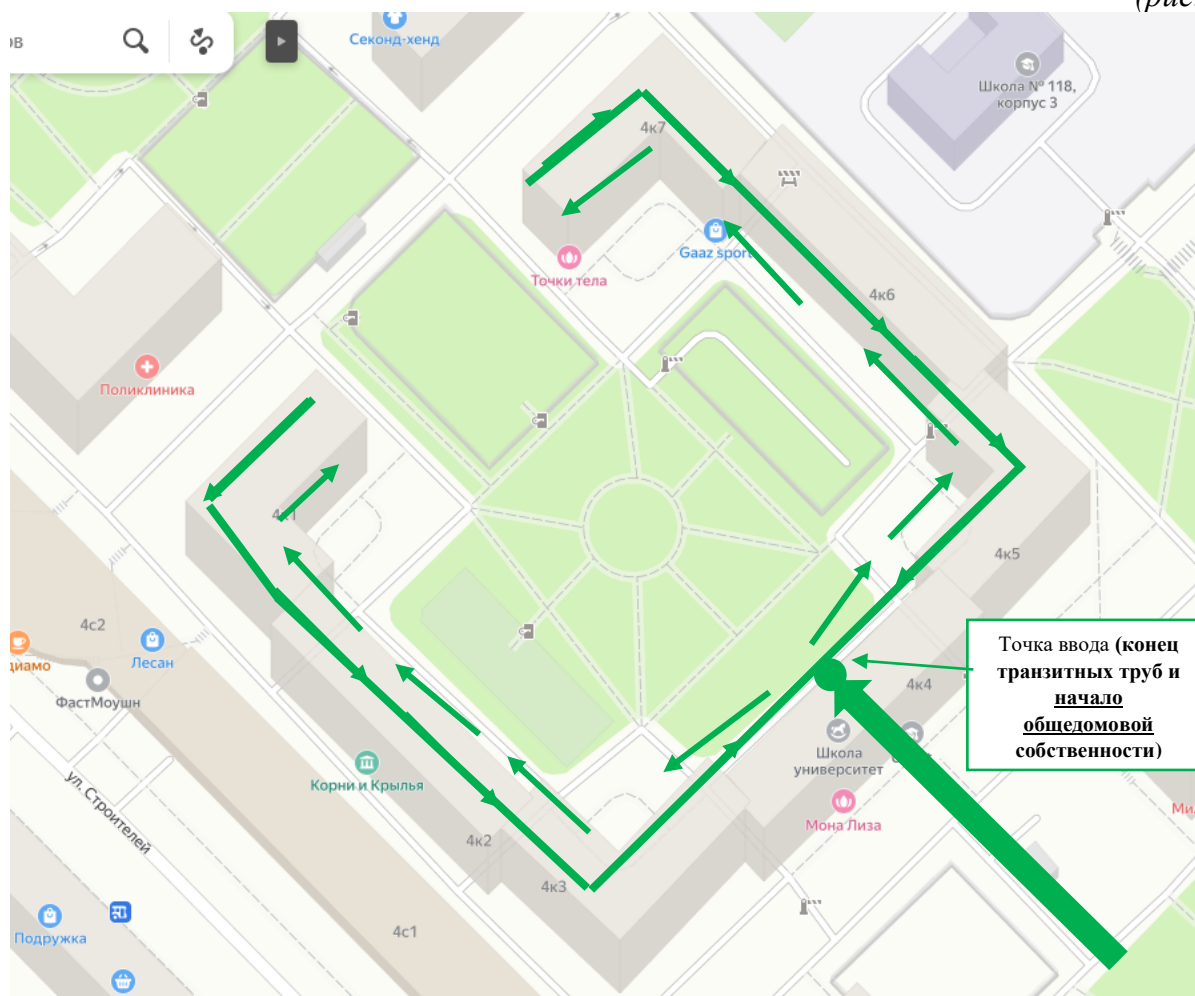 (рис.
ов
Секонд-хенд
Школа № 118,
корпус 3
4к7
Gaaz sport
Точки тела
4к6
Поликлиника
4к1
4к5
4с2
Лесан
диамо
ФастМоушн
Точка ввода (конец
транзитных труб и
начало
общедомовой
собственности)
4к4
Школа
университет
Корни и Крылья
Мона Лиза
ул. Строителей
4к2
4к3
4с1
Подружка